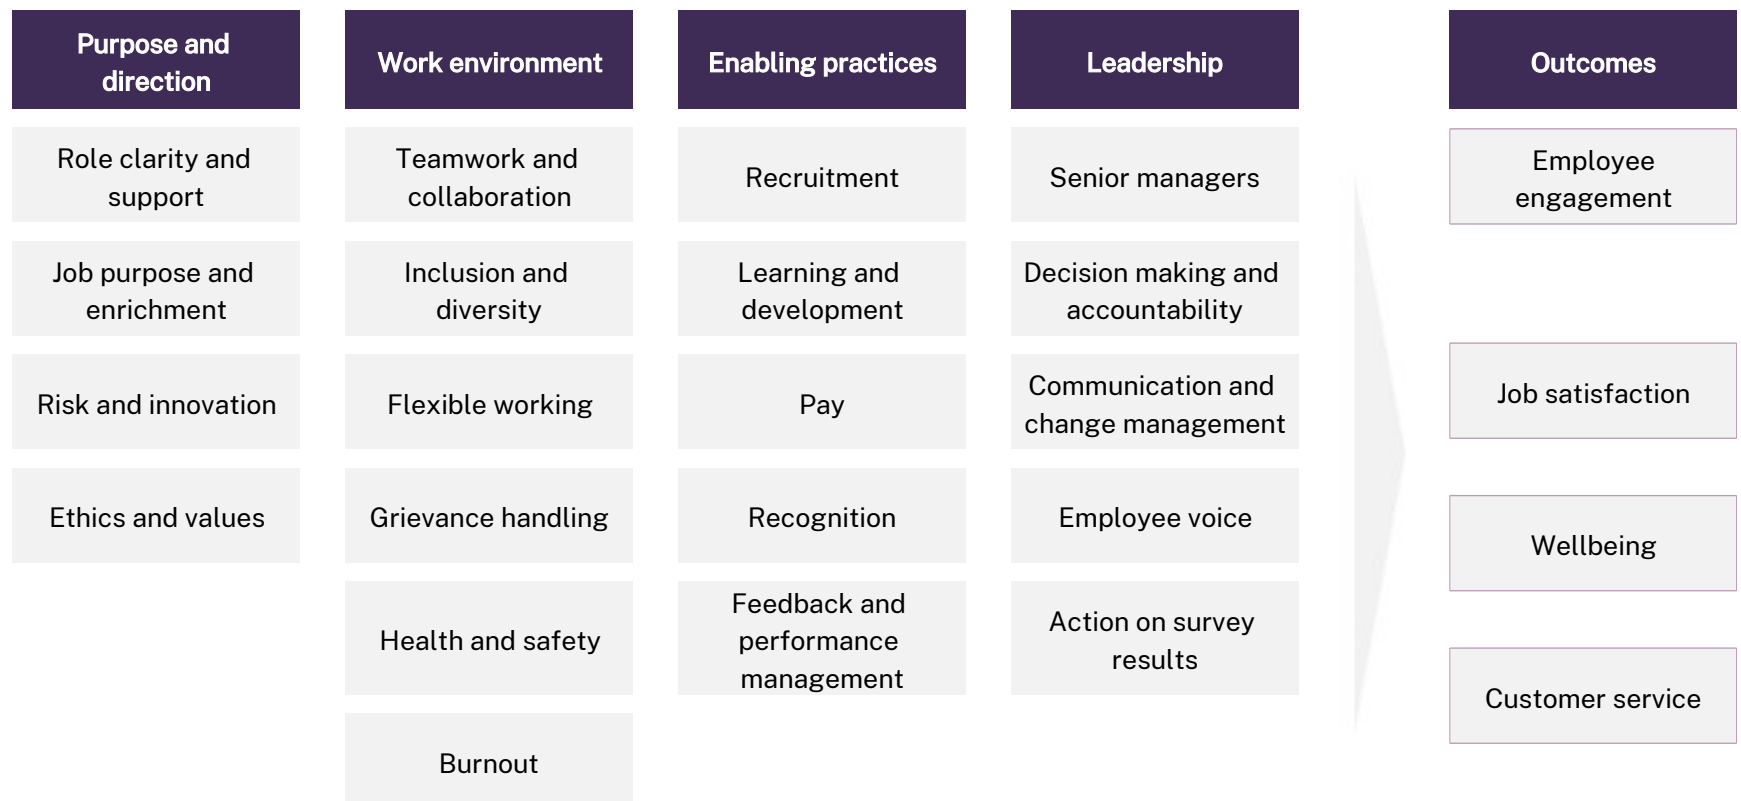 Purpose and
direction
Role clarity and
support
Job purpose and
enrichment
Risk and innovation
Ethics and values
Work environment
Teamwork and
collaboration
Inclusion and
diversity
Flexible working
Grievance handling
Health and safety
Burnout
Enabling practices
Recruitment
Learning and
development
Pay
Recognition
Feedback and
performance
management
Leadership
Senior managers
Decision making and
accountability
Communication and
change management
Employee voice
Action on survey
results
Outcomes
Employee
engagement
Job satisfaction
Wellbeing
Customer service